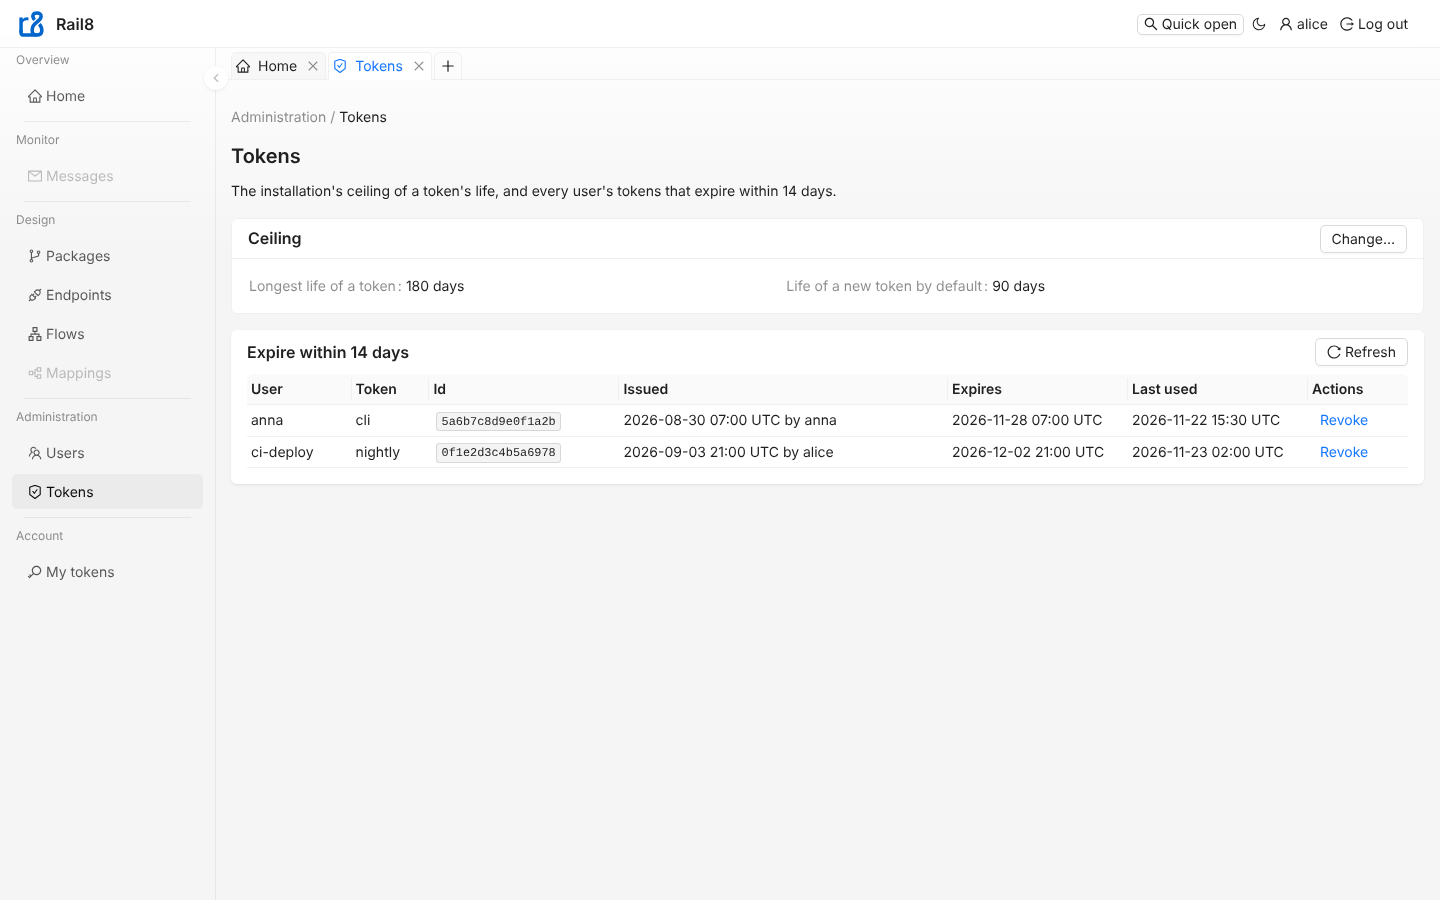 Rail8
Quick open
alice
Log out
Overview
Home
Monitor
Messages
Design
Packages
Endpoints
Flows
Mappings
Administration
Users
Tokens
Account
My tokens
Home
Tokens
Administration / Tokens
Tokens
The installation's ceiling of a token's life, and every user's tokens that expire within 14 days.
Ceiling
Change...
Longest life of a token: 180 days
Life of a new token by default: 90 days
Expire within 14 days
Refresh
User Token Id Issued Expires Last used Actions
anna cli 5a6b7c8d9e0f1a2b 2026-08-30 07:00 UTC by anna 2026-11-28 07:00 UTC 2026-11-22 15:30 UTC Revoke
ci-deploy nightly 0f1e2d3c4b5a6978 2026-09-03 21:00 UTC by alice 2026-12-02 21:00 UTC 2026-11-23 02:00 UTC Revoke